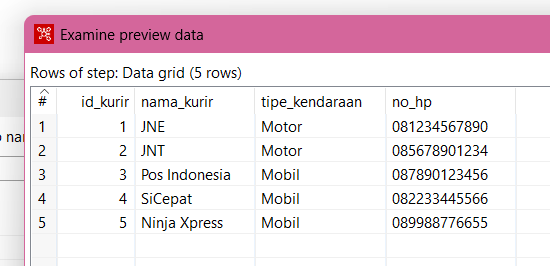 Examine preview data
Rows of step: Data grid (5 rows)
# id_kurir nama_kurir tipe_kendaraan no_hp
1 1 JNE Motor 081234567890
2 2 JNT Motor 085678901234
3 3 Pos Indonesia Mobil 087890123456
4 4 SiCepat Mobil 082233445566
5 5 Ninja Xpress Mobil 089988776655